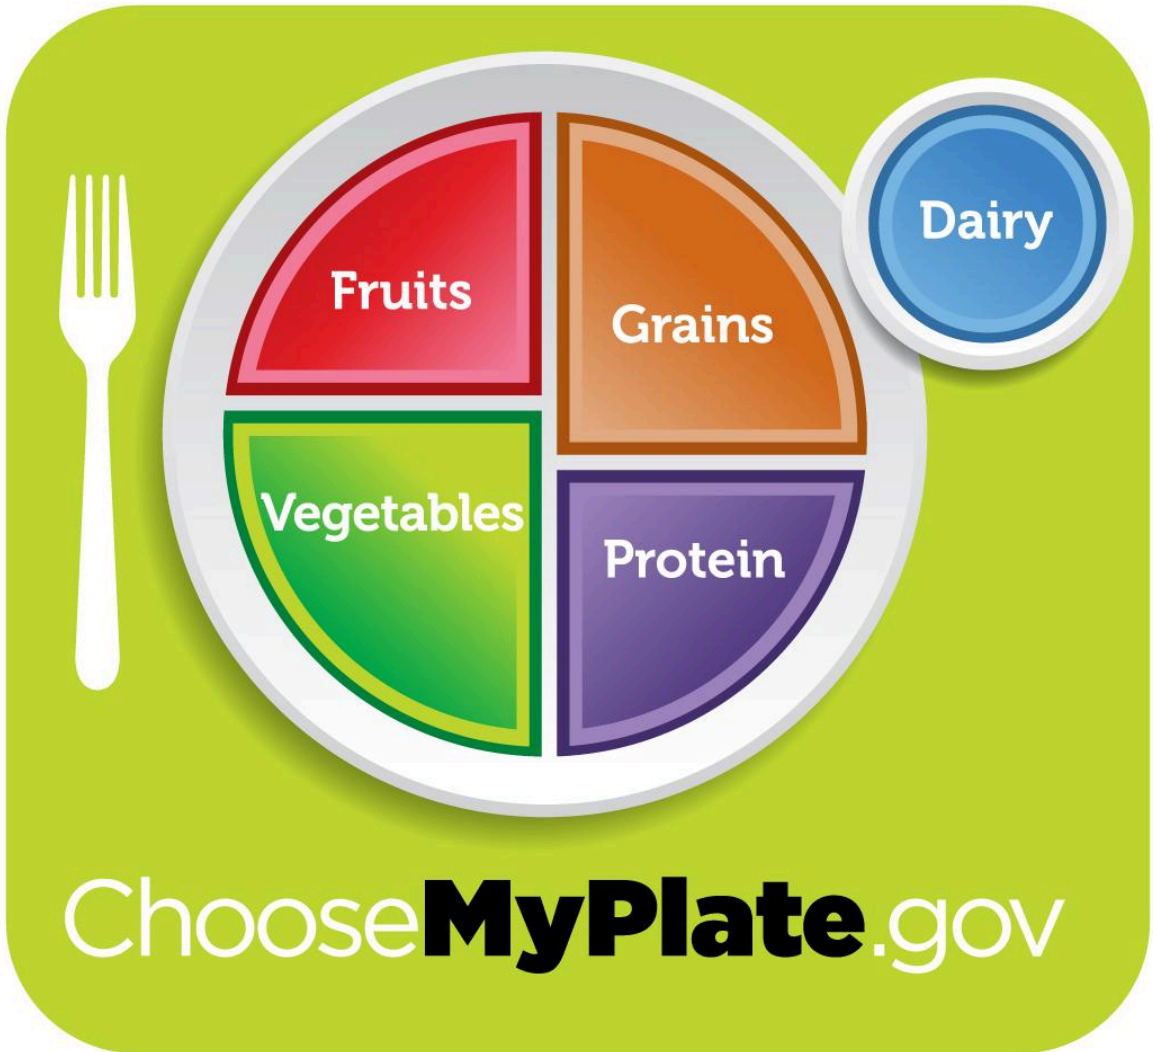 Dairy
Fruits
Grains
Vegetables
Protein
ChooseMyPlate.gov